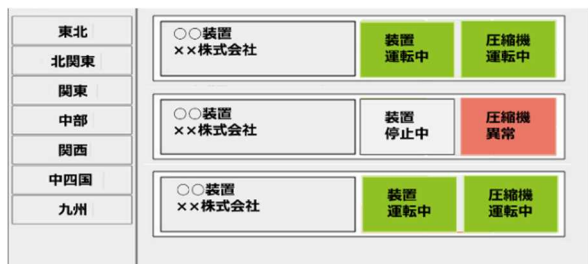 東北
北関東
関東
中部
関西
中四国
九州
○○装置
××株式会社
装置
運転中
圧縮機
運転中
○○装置
××株式会社
装置
停止中
圧縮機
異常
○○装置
××株式会社
装置
運転中
圧縮機
運転中